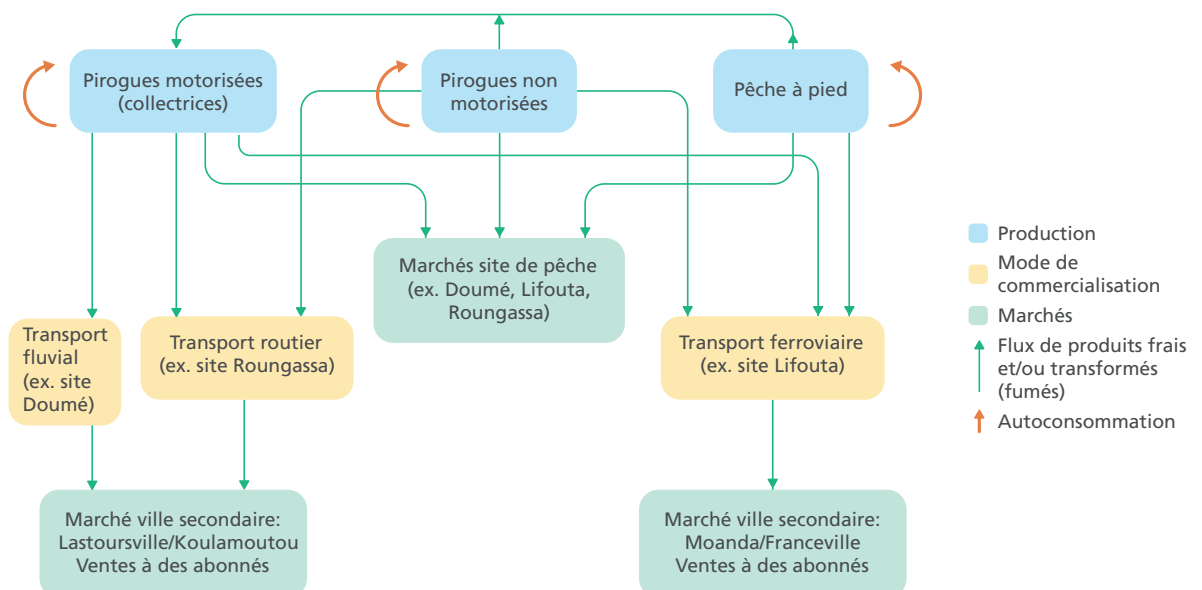 Pirogues motorisées
(collectrices)
Pirogues non
motorisées
Pêche à pied
Marchés site de pêche
(ex. Doumé, Lifouta,
Roungassa)
Transport
fluvial
(ex. site
Doumé)
Transport routier
(ex. site Roungassa)
Transport ferroviaire
(ex. site Lifouta)
Marché ville secondaire:
Lastoursville/Koulamoutou
Ventes à des abonnés
Marché ville secondaire:
Moanda/Franceville
Ventes à des abonnés
Production
Mode de
commercialisation
Marchés
Flux de produits frais
et/ou transformés
(fumés)
Autoconsommation